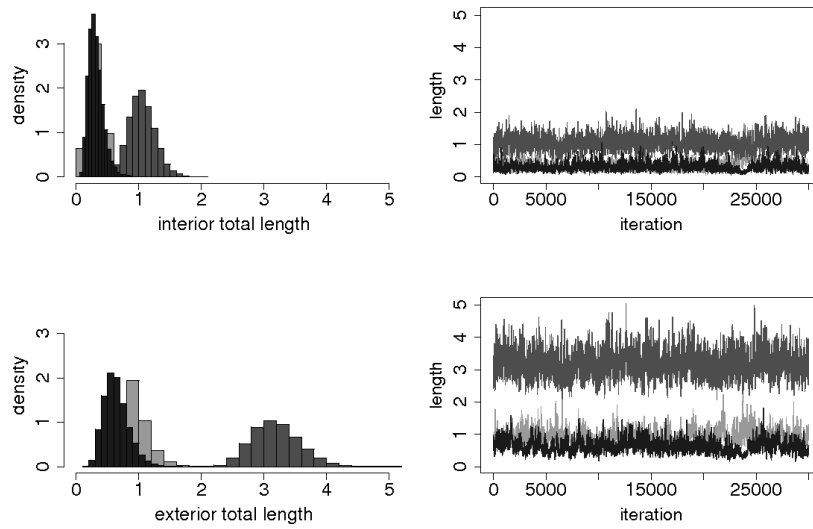 density
0 1 2 3
0 1 2 3 4 5
interior total length
length
0 1 2 3 4 5
0 5000 15000 25000
iteration
density
0 1 2 3
0 1 2 3 4 5
exterior total length
length
0 1 2 3 4 5
0 5000 15000 25000
iteration